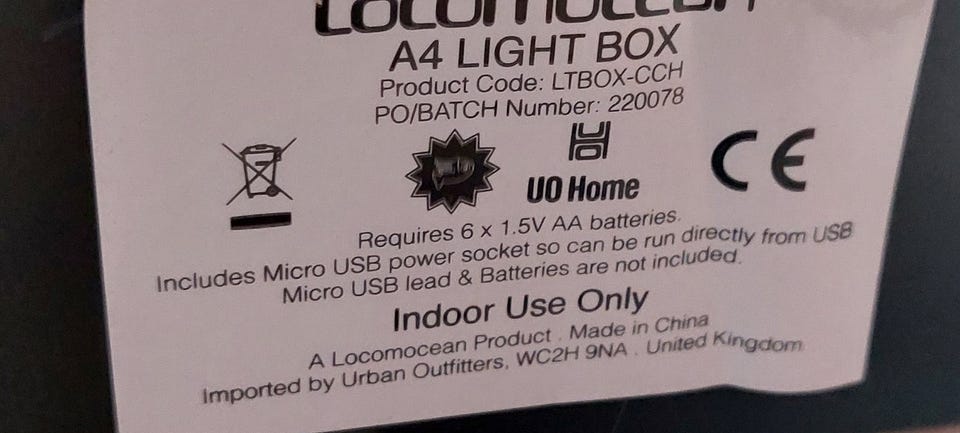 Locomocean
A4 LIGHT BOX
Product Code: LTBOX-CCH
PO/BATCH Number: 220078
UO
UO Home
CE
Requires 6 x 1.5V AA batteries.
Includes Micro USB power socket so can be run directly from USB
Micro USB lead & Batteries are not included.
Indoor Use Only
A Locomocean Product . Made in China
Imported by Urban Outfitters, WC2H 9NA . United Kingdom